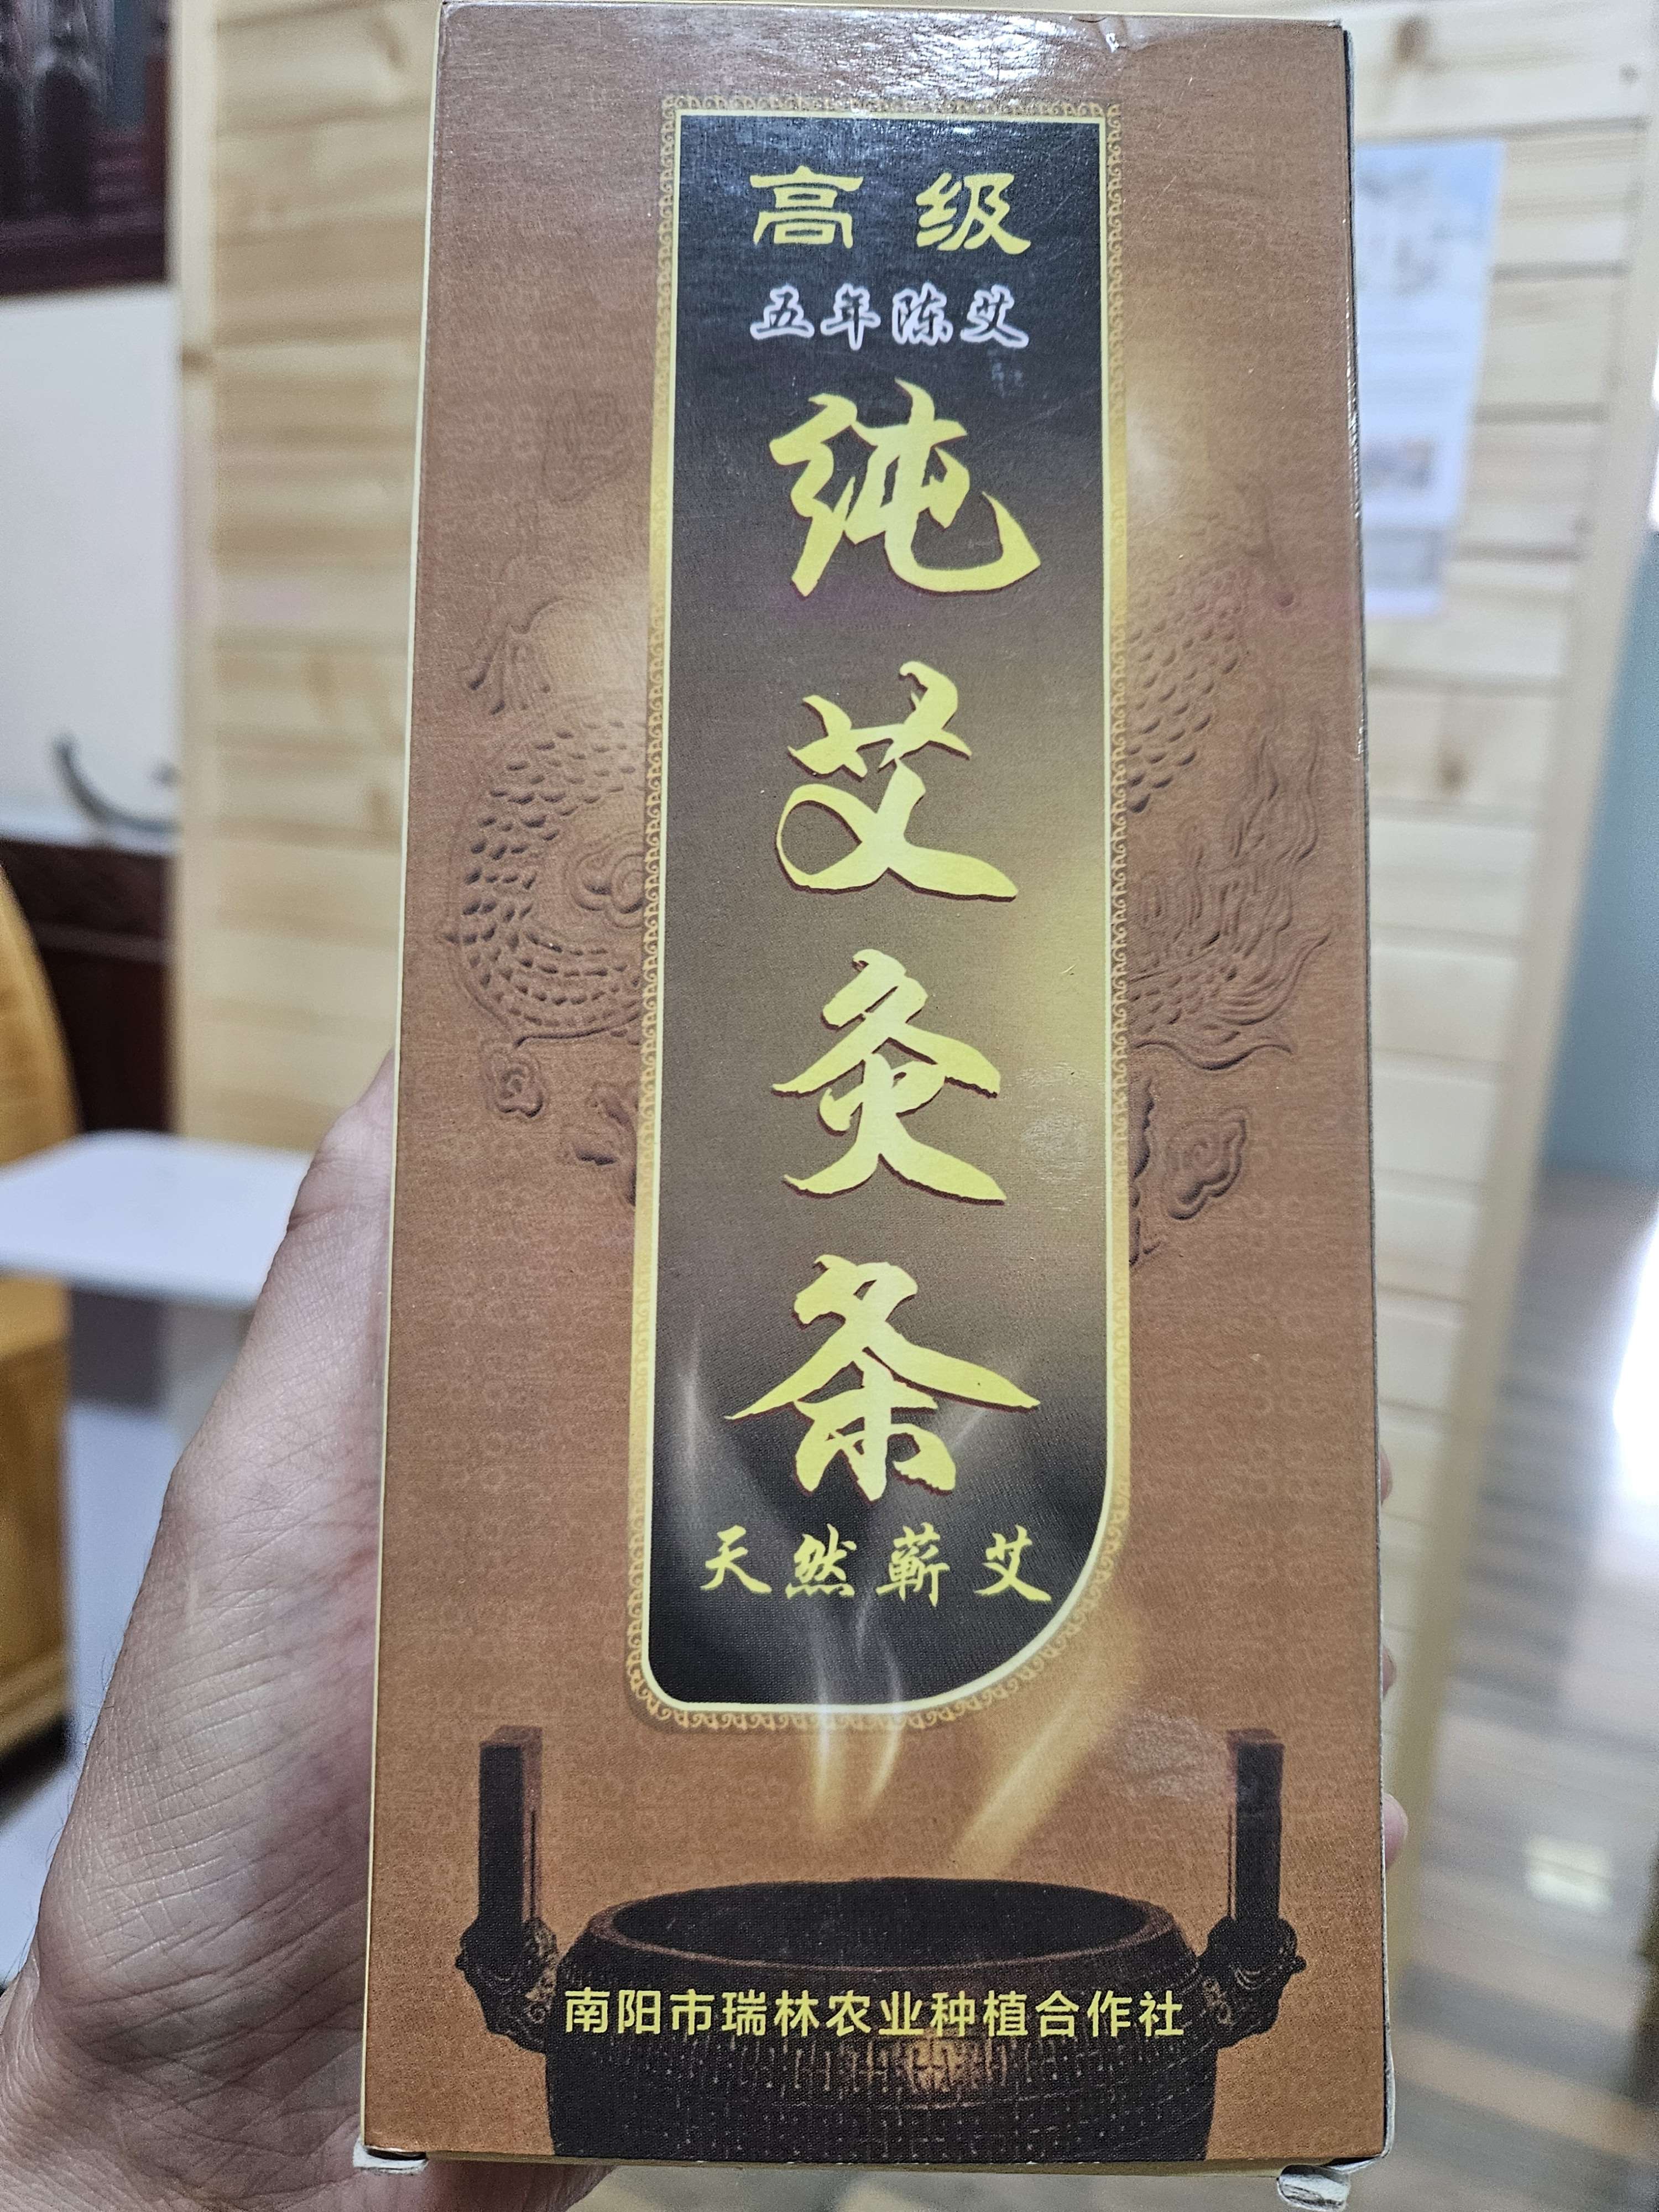 高级
五年陈艾
纯艾灸条
天然蕲艾
南阳市瑞林农业种植合作社